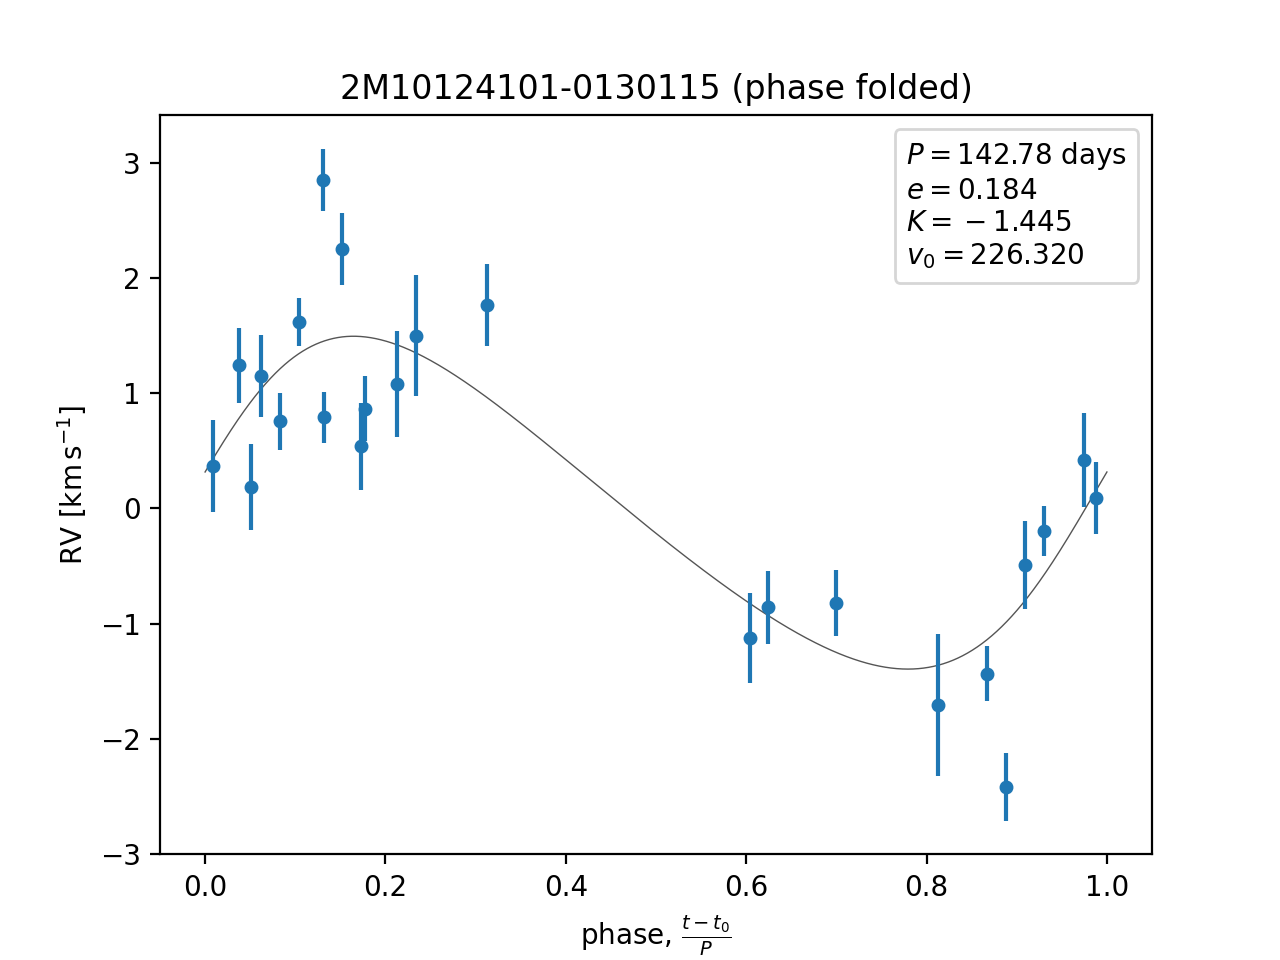 2M10124101-0130115 (phase folded)
P = 142.78 days
e = 0.184
K = −1.445
v₀ = 226.320
3
2
1
0
−1
−2
−3
RV [km s⁻¹]
0.0 0.2 0.4 0.6 0.8 1.0
phase, (t − t₀)/P